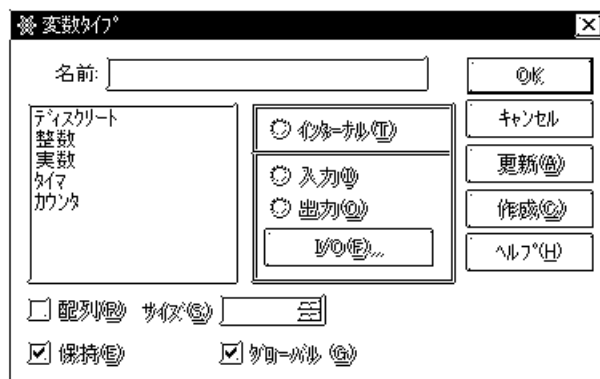 変数ﾀｲﾌﾟ
名前:
OK
ﾃﾞｨｽｸﾘｰﾄ
整数
実数
ﾀｲﾏ
ｶｳﾝﾀ
ｲﾝﾀｰﾅﾙ(T)
入力(I)
出力(O)
I/O(F)...
ｷｬﾝｾﾙ
更新(A)
作成(C)
ﾍﾙﾌﾟ(H)
配列(R) ｻｲｽﾞ(S)
保持(E) ｸﾞﾛｰﾊﾞﾙ (G)